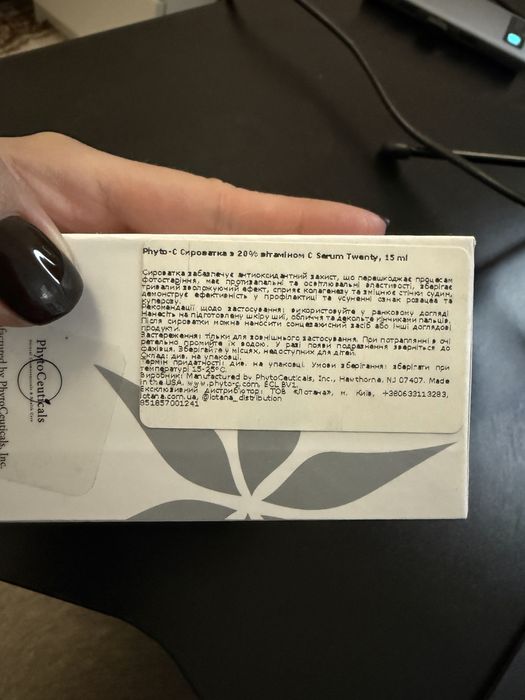 Phyto-C Сироватка з 20% вітаміном С Serum Twenty, 15 ml
Сироватка забезпечує антиоксидантний захист, що перешкоджає процесам
фотостаріння, має протизапальні та освітлювальні властивості, зберігає
тривалий зволожуючий ефект, сприяє колагенезу та зміцнює стінки судин,
демонструє ефективність у профілактиці та усуненні ознак розацеа та
куперозу.
Рекомендації щодо застосування: використовуйте у ранковому догляді.
Нанесіть на підготовлену шкіру шиї, обличчя та декольте кінчиками пальців.
Після сироватки можна наносити сонцезахисний засіб або інші доглядові
продукти.
Застереження: тільки для зовнішнього застосування. При потраплянні в очі
ретельно промийте їх водою. У разі появи подразнення зверніться до
фахівця. Зберігайте у місцях, недоступних для дітей.
Склад: див. на упаковці.
Термін придатності: див. на упаковці. Умови зберігання: зберігати при
температурі 15-25°C.
Виробник: Manufactured by PhytoCeuticals, Inc., Hawthorne, NJ 07407. Made
in the USA. www.phyto-c.com. ECL BV1.
Ексклюзивний дистриб'ютор: ТОВ «Лотана», м. Київ, +380633113283,
lotana.com.ua, @lotana_distribution
851857001241
PhytoCeuticals
by PhytoCeuticals, Inc.